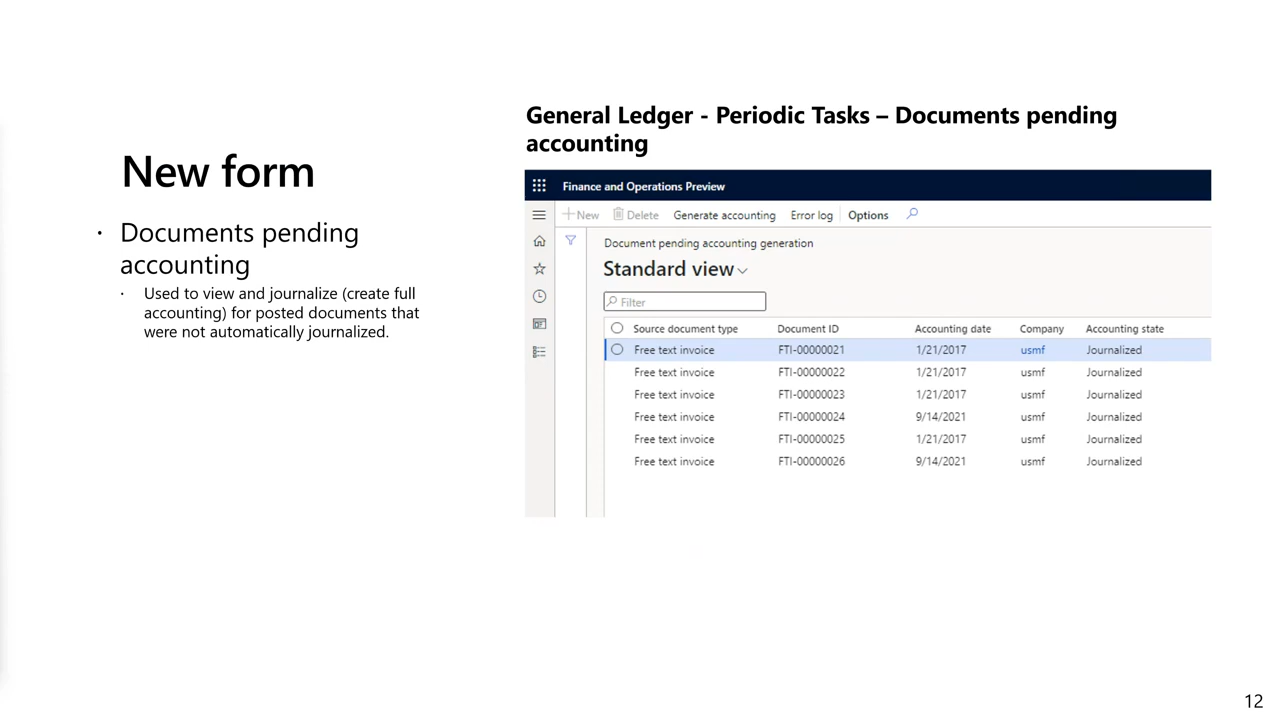 New form
· Documents pending
accounting
· Used to view and journalize (create full
accounting) for posted documents that
were not automatically journalized.
General Ledger - Periodic Tasks – Documents pending
accounting
Finance and Operations Preview
New Delete Generate accounting Error log Options
Document pending accounting generation
Standard view
Filter
Source document type Document ID Accounting date Company Accounting state
Free text invoice FTI-00000021 1/21/2017 usmf Journalized
Free text invoice FTI-00000022 1/21/2017 usmf Journalized
Free text invoice FTI-00000023 1/21/2017 usmf Journalized
Free text invoice FTI-00000024 9/14/2021 usmf Journalized
Free text invoice FTI-00000025 1/21/2017 usmf Journalized
Free text invoice FTI-00000026 9/14/2021 usmf Journalized
12